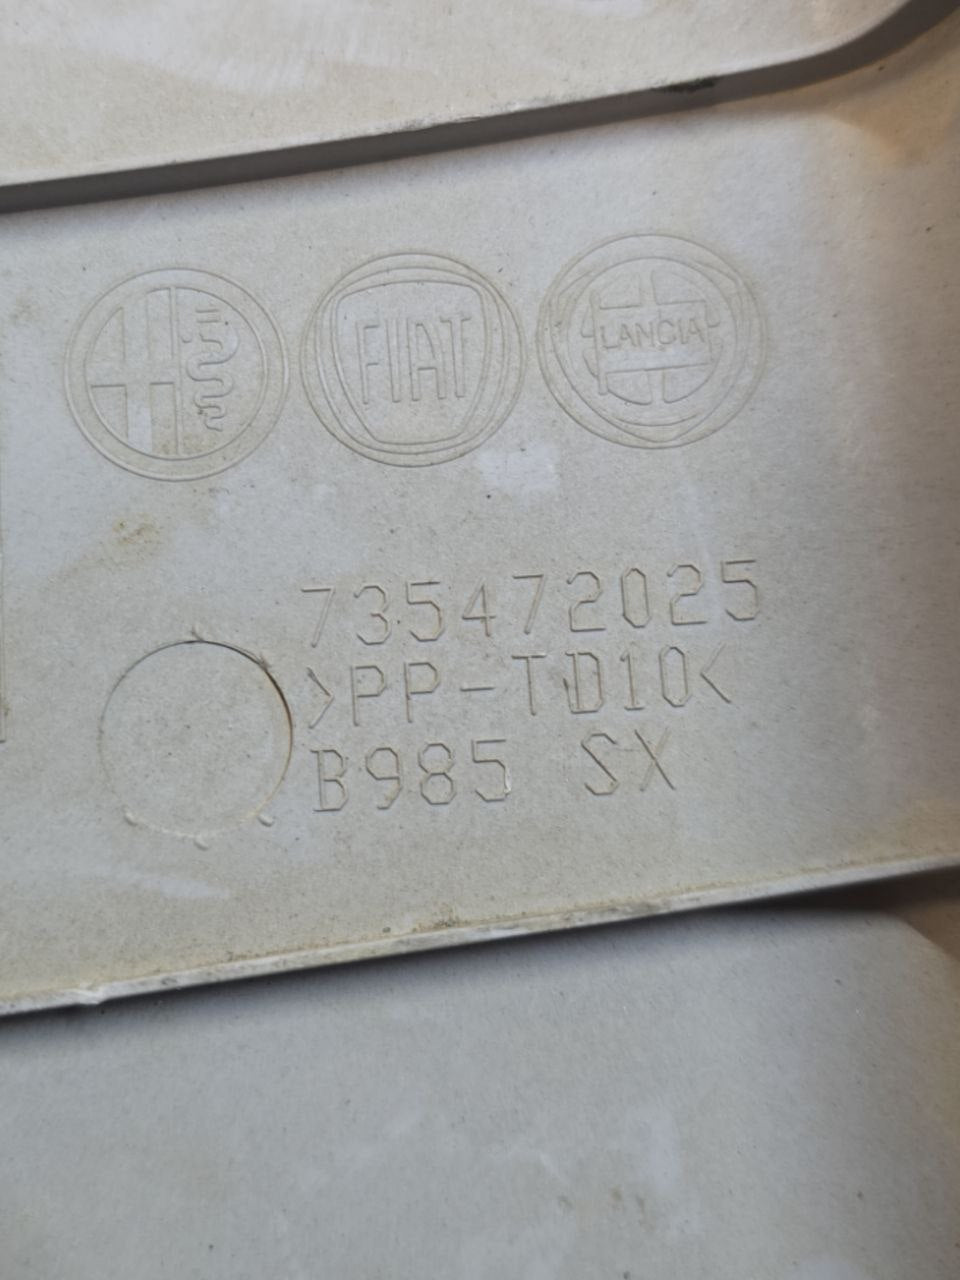 FIAT
LANCIA
735472025
>PP-TD10<
B985 SX